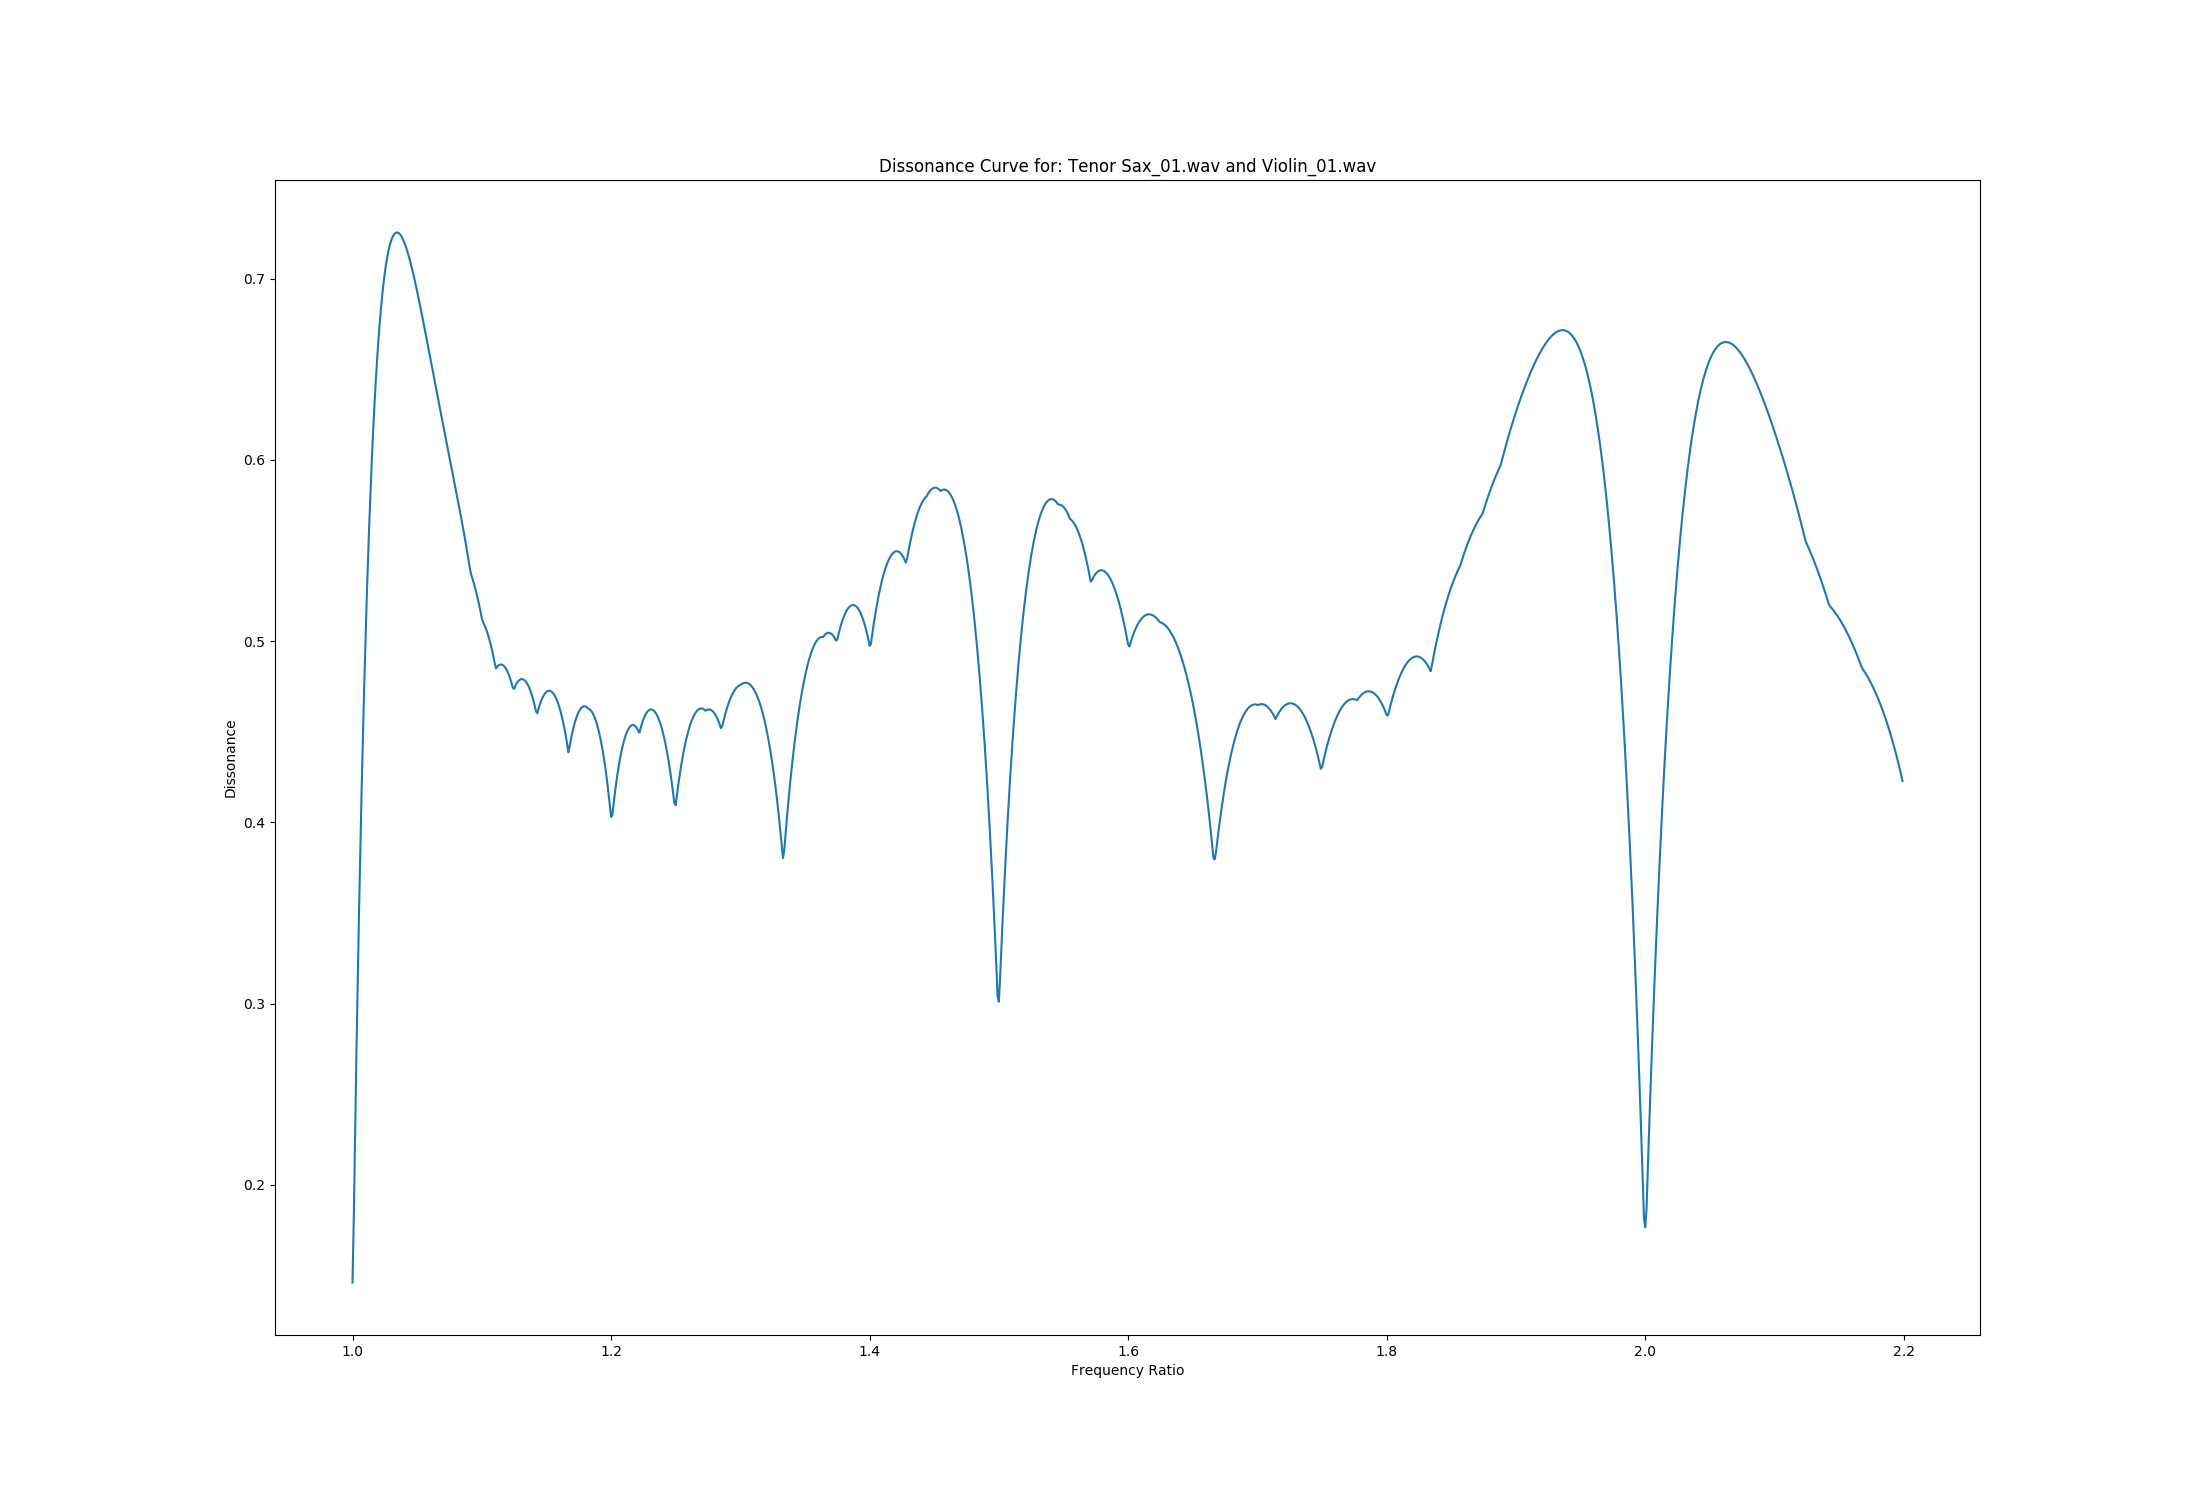 Dissonance Curve for: Tenor Sax_01.wav and Violin_01.wav
0.7
0.6
0.5
Dissonance
0.4
0.3
0.2
1.0 1.2 1.4 1.6 1.8 2.0 2.2
Frequency Ratio